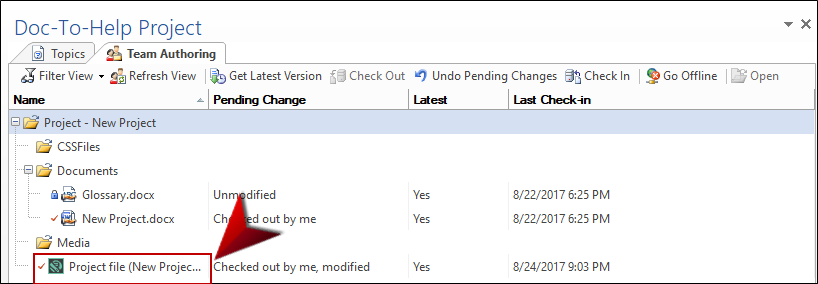 Doc-To-Help Project
Topics Team Authoring
Filter View Refresh View Get Latest Version Check Out Undo Pending Changes Check In Go Offline Open
Name Pending Change Latest Last Check-in
Project - New Project
CSSFiles
Documents
Glossary.docx Unmodified Yes 8/22/2017 6:25 PM
New Project.docx Checked out by me Yes 8/22/2017 6:25 PM
Media
Project file (New Projec... Checked out by me, modified Yes 8/24/2017 9:03 PM